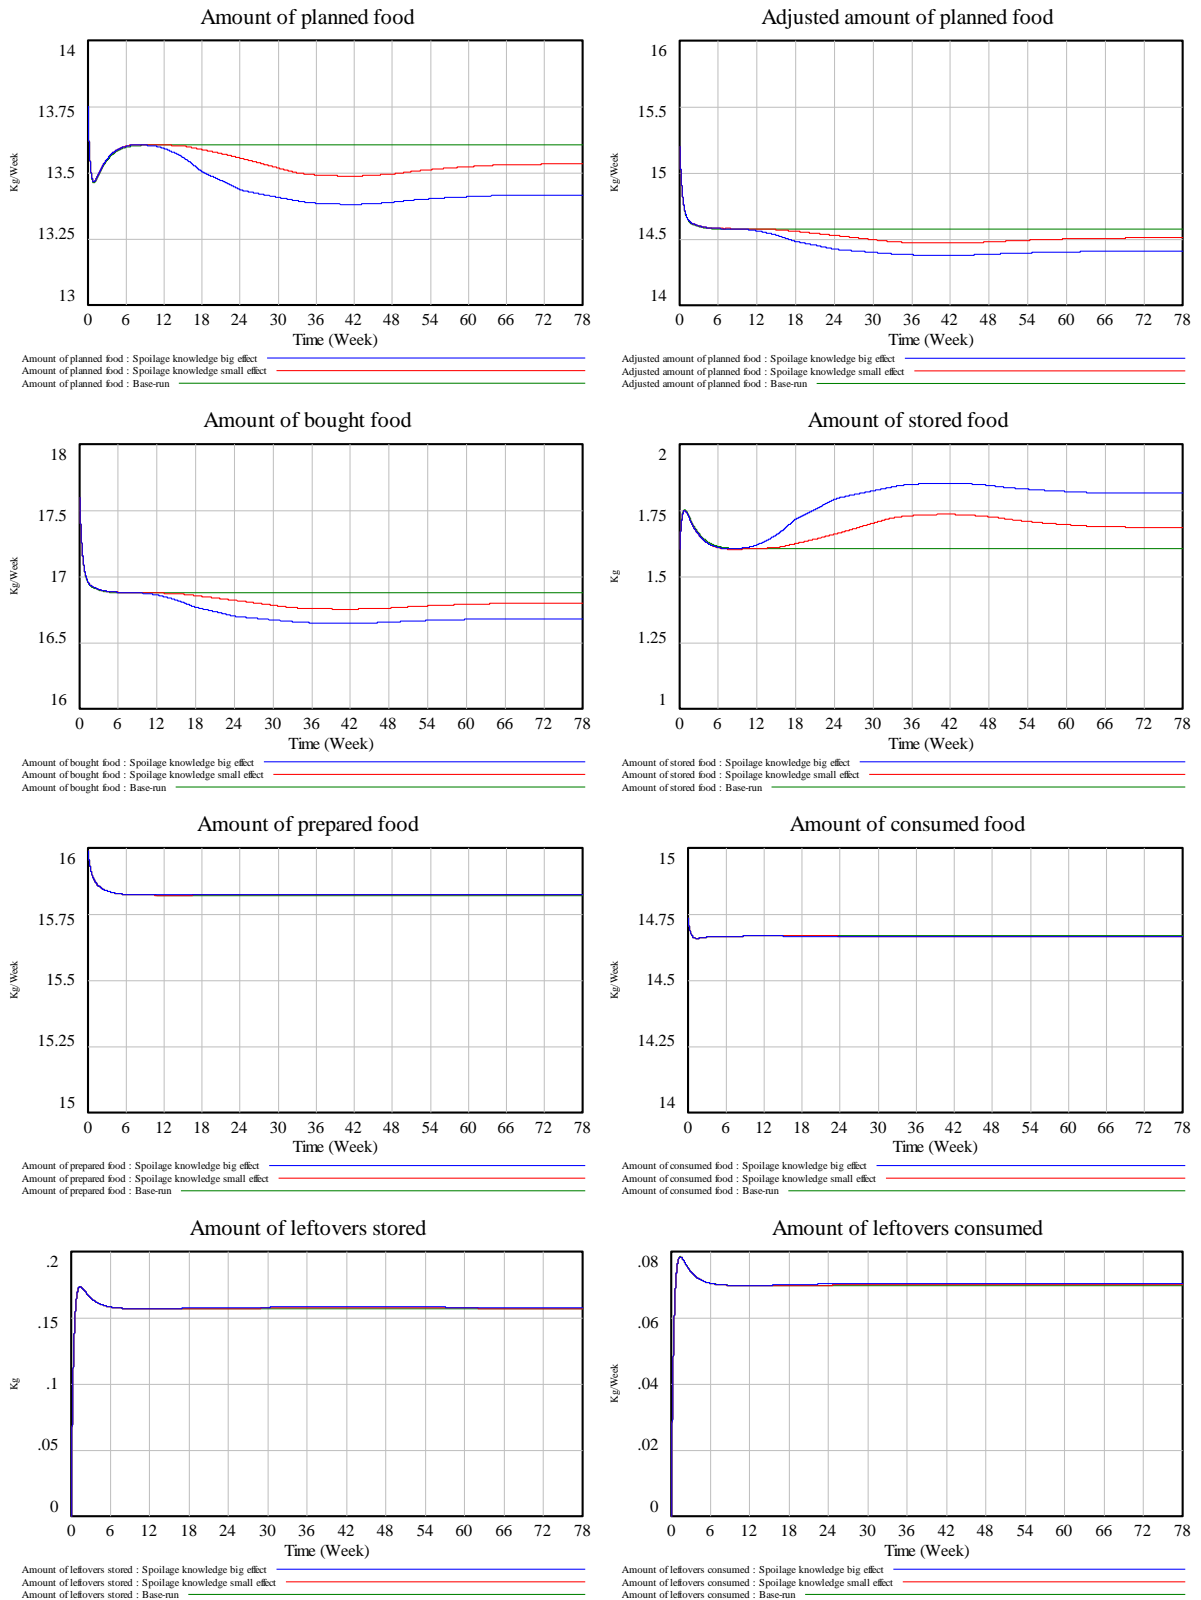 Amount of planned food
14
13.75
13.5
13.25
13
Kg/Week
0 6 12 18 24 30 36 42 48 54 60 66 72 78
Time (Week)
Amount of planned food : Spoilage knowledge big effect
Amount of planned food : Spoilage knowledge small effect
Amount of planned food : Base-run
Adjusted amount of planned food
16
15.5
15
14.5
14
Kg/Week
0 6 12 18 24 30 36 42 48 54 60 66 72 78
Time (Week)
Adjusted amount of planned food : Spoilage knowledge big effect
Adjusted amount of planned food : Spoilage knowledge small effect
Adjusted amount of planned food : Base-run
Amount of bought food
18
17.5
17
16.5
16
Kg/Week
0 6 12 18 24 30 36 42 48 54 60 66 72 78
Time (Week)
Amount of bought food : Spoilage knowledge big effect
Amount of bought food : Spoilage knowledge small effect
Amount of bought food : Base-run
Amount of stored food
2
1.75
1.5
1.25
1
Kg
0 6 12 18 24 30 36 42 48 54 60 66 72 78
Time (Week)
Amount of stored food : Spoilage knowledge big effect
Amount of stored food : Spoilage knowledge small effect
Amount of stored food : Base-run
Amount of prepared food
16
15.75
15.5
15.25
15
Kg/Week
0 6 12 18 24 30 36 42 48 54 60 66 72 78
Time (Week)
Amount of prepared food : Spoilage knowledge big effect
Amount of prepared food : Spoilage knowledge small effect
Amount of prepared food : Base-run
Amount of consumed food
15
14.75
14.5
14.25
14
Kg/Week
0 6 12 18 24 30 36 42 48 54 60 66 72 78
Time (Week)
Amount of consumed food : Spoilage knowledge big effect
Amount of consumed food : Spoilage knowledge small effect
Amount of consumed food : Base-run
Amount of leftovers stored
.2
.15
.1
.05
0
Kg
0 6 12 18 24 30 36 42 48 54 60 66 72 78
Time (Week)
Amount of leftovers stored : Spoilage knowledge big effect
Amount of leftovers stored : Spoilage knowledge small effect
Amount of leftovers stored : Base-run
Amount of leftovers consumed
.08
.06
.04
.02
0
Kg/Week
0 6 12 18 24 30 36 42 48 54 60 66 72 78
Time (Week)
Amount of leftovers consumed : Spoilage knowledge big effect
Amount of leftovers consumed : Spoilage knowledge small effect
Amount of leftovers consumed : Base-run